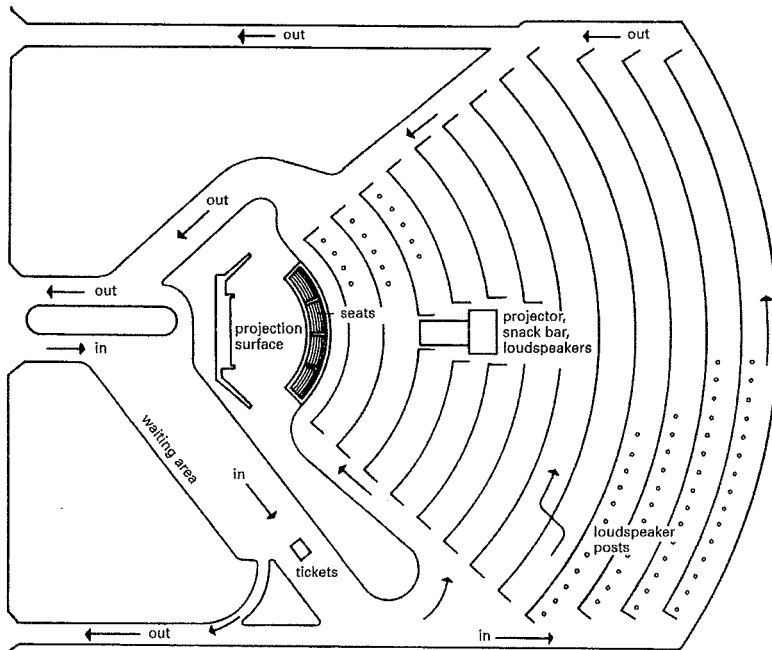 out
out
out
out
in
projection
surface
seats
projector,
snack bar,
loudspeakers
waiting area
in
tickets
loudspeaker
posts
out
in